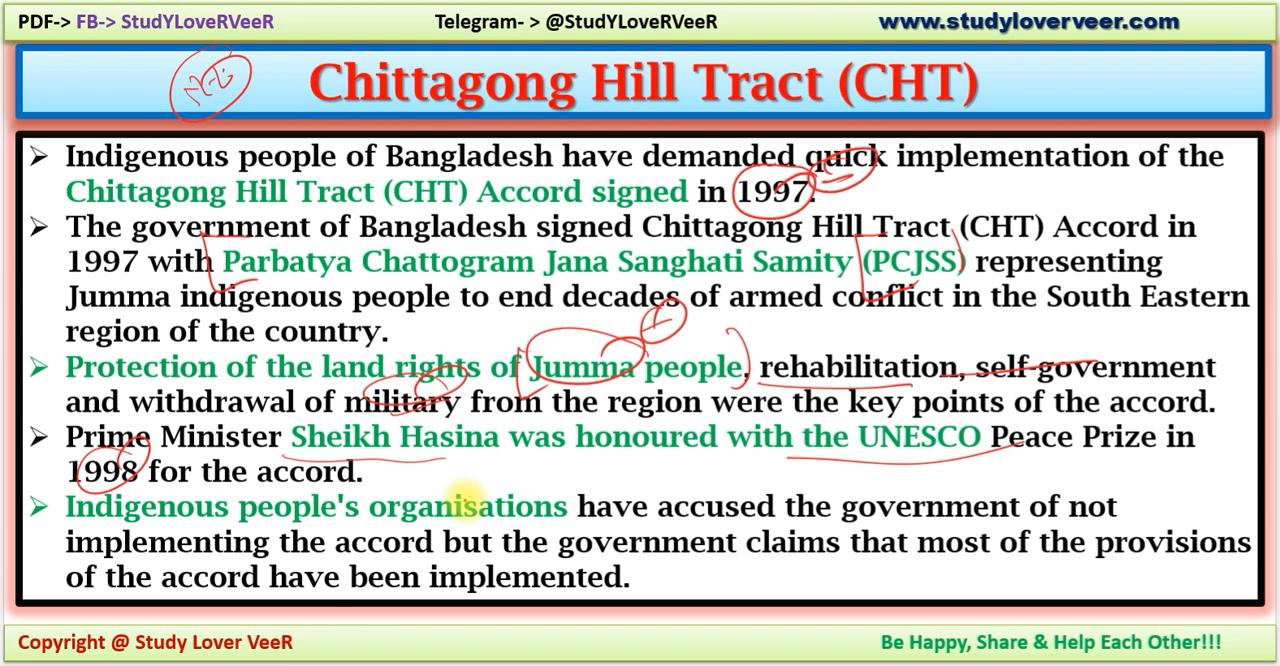 PDF-> FB-> StudYLoveRVeeR Telegram- > @StudYLoveRVeeR www.studyloverveer.com
Chittagong Hill Tract (CHT)
➢ Indigenous people of Bangladesh have demanded quick implementation of the
Chittagong Hill Tract (CHT) Accord signed in 1997.
➢ The government of Bangladesh signed Chittagong Hill Tract (CHT) Accord in
1997 with Parbatya Chattogram Jana Sanghati Samity (PCJSS) representing
Jumma indigenous people to end decades of armed conflict in the South Eastern
region of the country.
➢ Protection of the land rights of Jumma people, rehabilitation, self-government
and withdrawal of military from the region were the key points of the accord.
➢ Prime Minister Sheikh Hasina was honoured with the UNESCO Peace Prize in
1998 for the accord.
➢ Indigenous people's organisations have accused the government of not
implementing the accord but the government claims that most of the provisions
of the accord have been implemented.
Copyright @ Study Lover VeeR Be Happy, Share & Help Each Other!!!